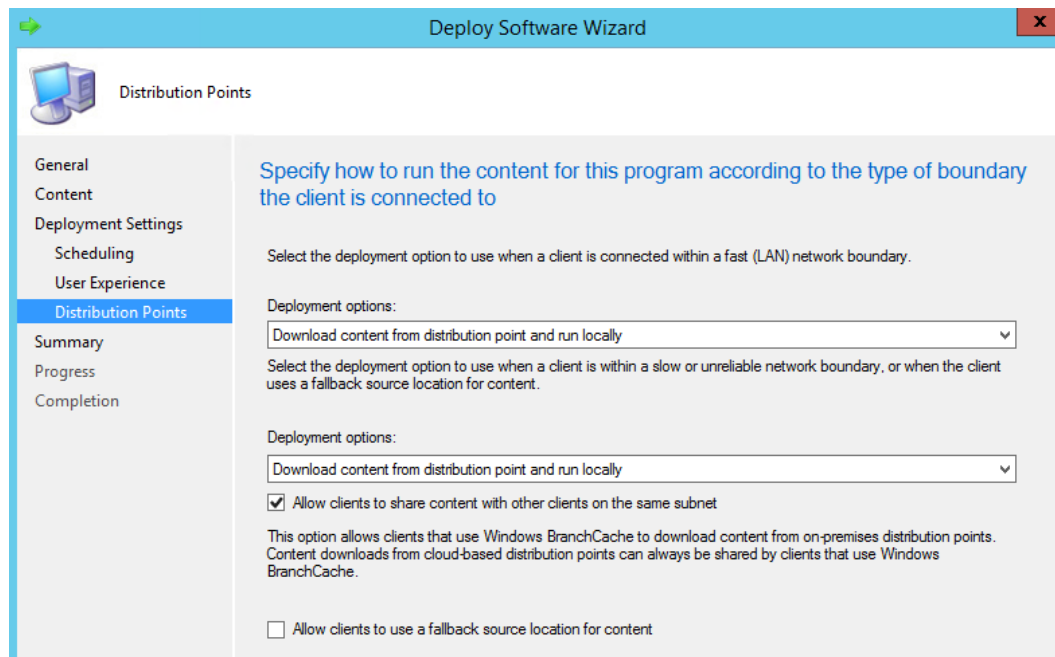 Deploy Software Wizard
x
Distribution Points
General
Content
Deployment Settings
Scheduling
User Experience
Distribution Points
Summary
Progress
Completion
Specify how to run the content for this program according to the type of boundary
the client is connected to
Select the deployment option to use when a client is connected within a fast (LAN) network boundary.
Deployment options:
Download content from distribution point and run locally
Select the deployment option to use when a client is within a slow or unreliable network boundary, or when the client
uses a fallback source location for content.
Deployment options:
Download content from distribution point and run locally
Allow clients to share content with other clients on the same subnet
This option allows clients that use Windows BranchCache to download content from on-premises distribution points.
Content downloads from cloud-based distribution points can always be shared by clients that use Windows
BranchCache.
Allow clients to use a fallback source location for content